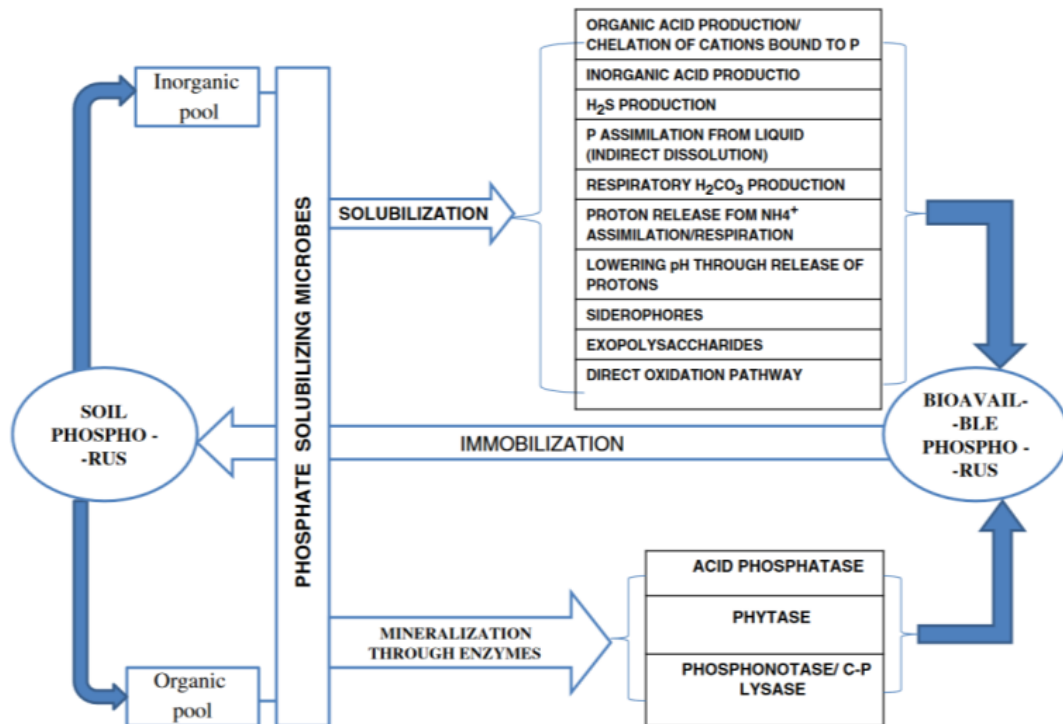 Inorganic
pool
SOIL
PHOSPHO -
-RUS
Organic
pool
PHOSPHATE SOLUBILIZING MICROBES
SOLUBILIZATION
ORGANIC ACID PRODUCTION/
CHELATION OF CATIONS BOUND TO P
INORGANIC ACID PRODUCTIO
H₂S PRODUCTION
P ASSIMILATION FROM LIQUID
(INDIRECT DISSOLUTION)
RESPIRATORY H₂CO₃ PRODUCTION
PROTON RELEASE FOM NH4⁺
ASSIMILATION/RESPIRATION
LOWERING pH THROUGH RELEASE OF
PROTONS
SIDEROPHORES
EXOPOLYSACCHARIDES
DIRECT OXIDATION PATHWAY
IMMOBILIZATION
BIOAVAIL-
-BLE
PHOSPHO -
-RUS
MINERALIZATION
THROUGH ENZYMES
ACID PHOSPHATASE
PHYTASE
PHOSPHONOTASE/ C-P
LYSASE